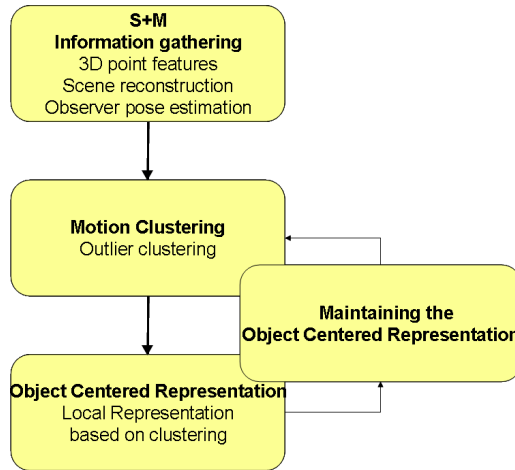 S+M
Information gathering
3D point features
Scene reconstruction
Observer pose estimation
Motion Clustering
Outlier clustering
Maintaining the
Object Centered Representation
Object Centered Representation
Local Representation
based on clustering